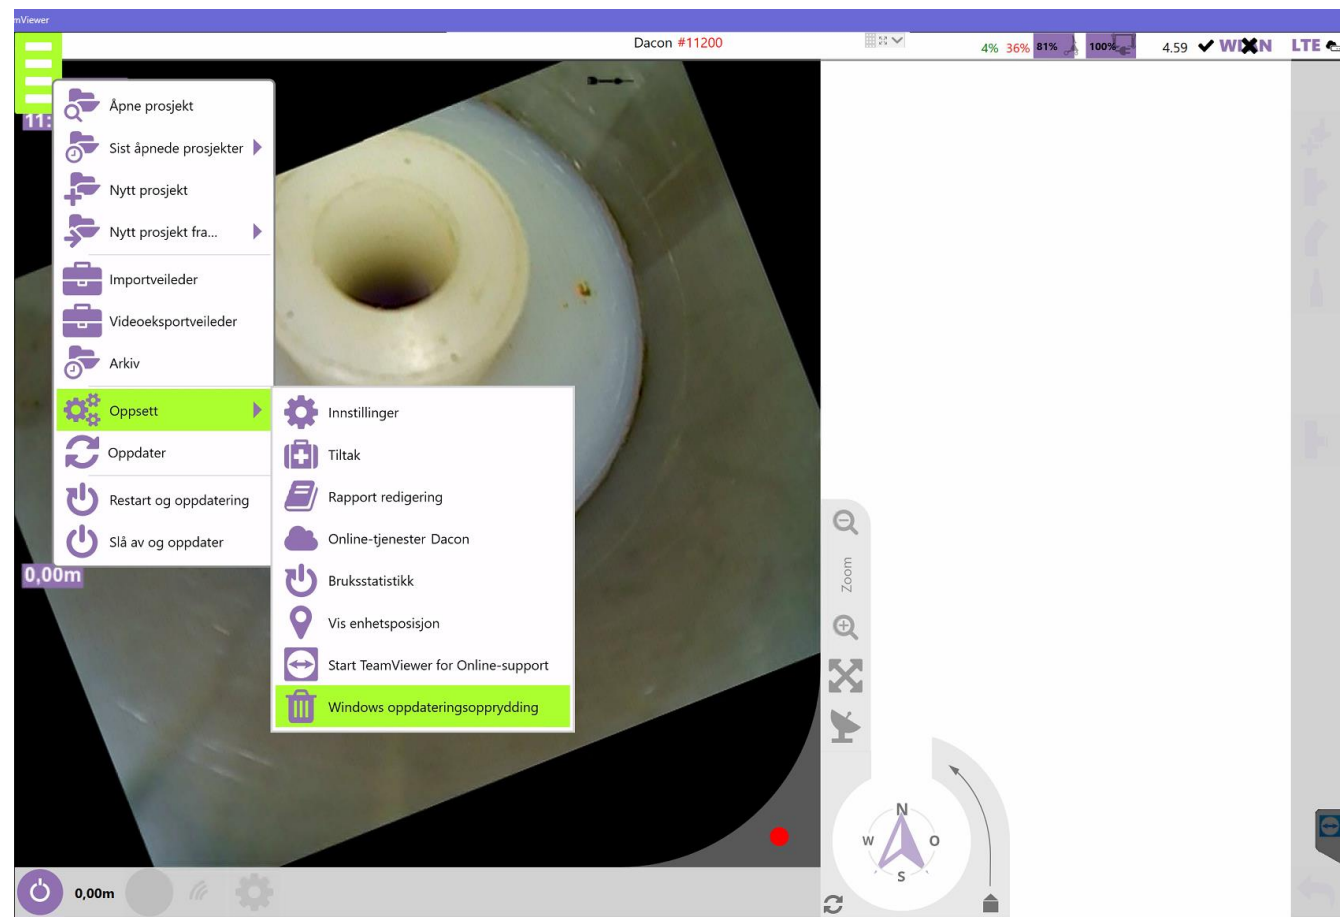 mViewer
Dacon #11200
4% 36% 81% 100% 4.59 LTE
11:
Åpne prosjekt
Sist åpnede prosjekter
Nytt prosjekt
Nytt prosjekt fra...
Importveileder
Videoeksportveileder
Arkiv
Oppsett
Oppdater
Restart og oppdatering
Slå av og oppdater
Innstillinger
Tiltak
Rapport redigering
Online-tjenester Dacon
Bruksstatistikk
Vis enhetsposisjon
Start TeamViewer for Online-support
Windows oppdateringsopprydding
0,00m
Zoom
N
W O
S
0,00m